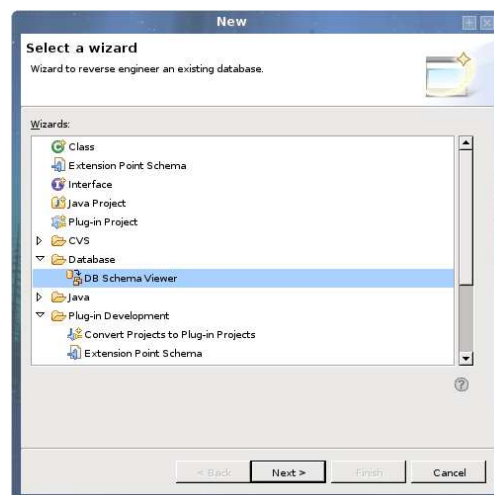 New
Select a wizard
Wizard to reverse engineer an existing database.
Wizards:
Class
Extension Point Schema
Interface
Java Project
Plug-in Project
CVS
Database
DB Schema Viewer
Java
Plug-in Development
Convert Projects to Plug-in Projects
Extension Point Schema
?
< Back Next > Finish Cancel